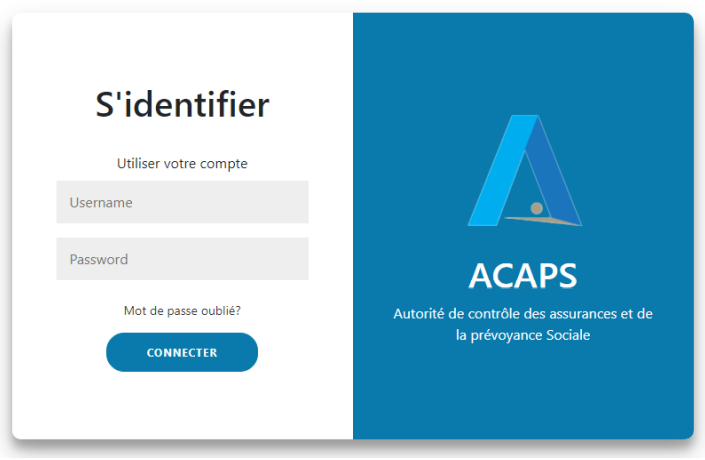 S'identifier
Utiliser votre compte
Username
Password
Mot de passe oublié?
CONNECTER
ACAPS
Autorité de contrôle des assurances et de
la prévoyance Sociale